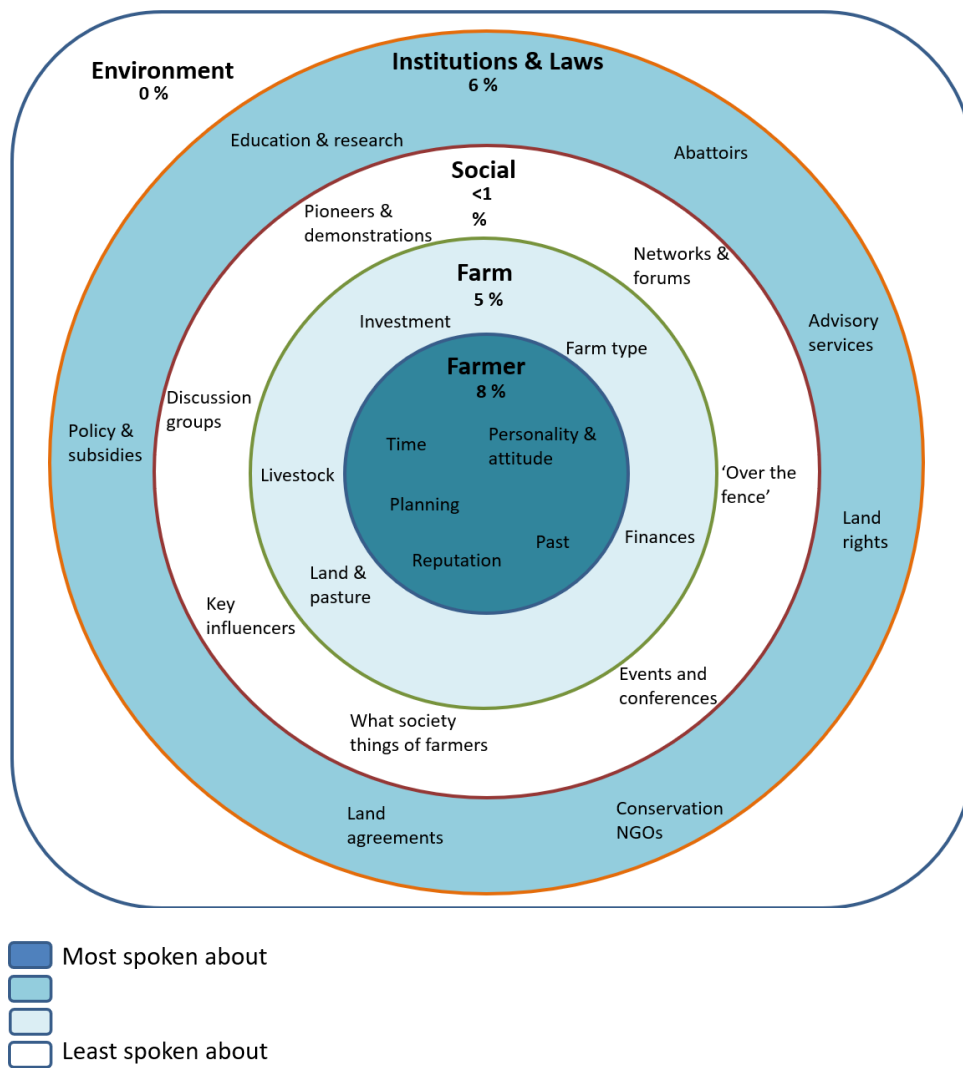 Environment
0 %
Institutions & Laws
6 %
Education & research
Abattoirs
Social
<1
%
Pioneers &
demonstrations
Networks &
forums
Farm
5 %
Investment
Farm type
Advisory
services
Farmer
8 %
Discussion
groups
Policy &
subsidies
Time
Personality &
attitude
Livestock
‘Over the
fence’
Planning
Land
rights
Finances
Past
Reputation
Land &
pasture
Key
influencers
Events and
conferences
What society
things of farmers
Land
agreements
Conservation
NGOs
Most spoken about
Least spoken about